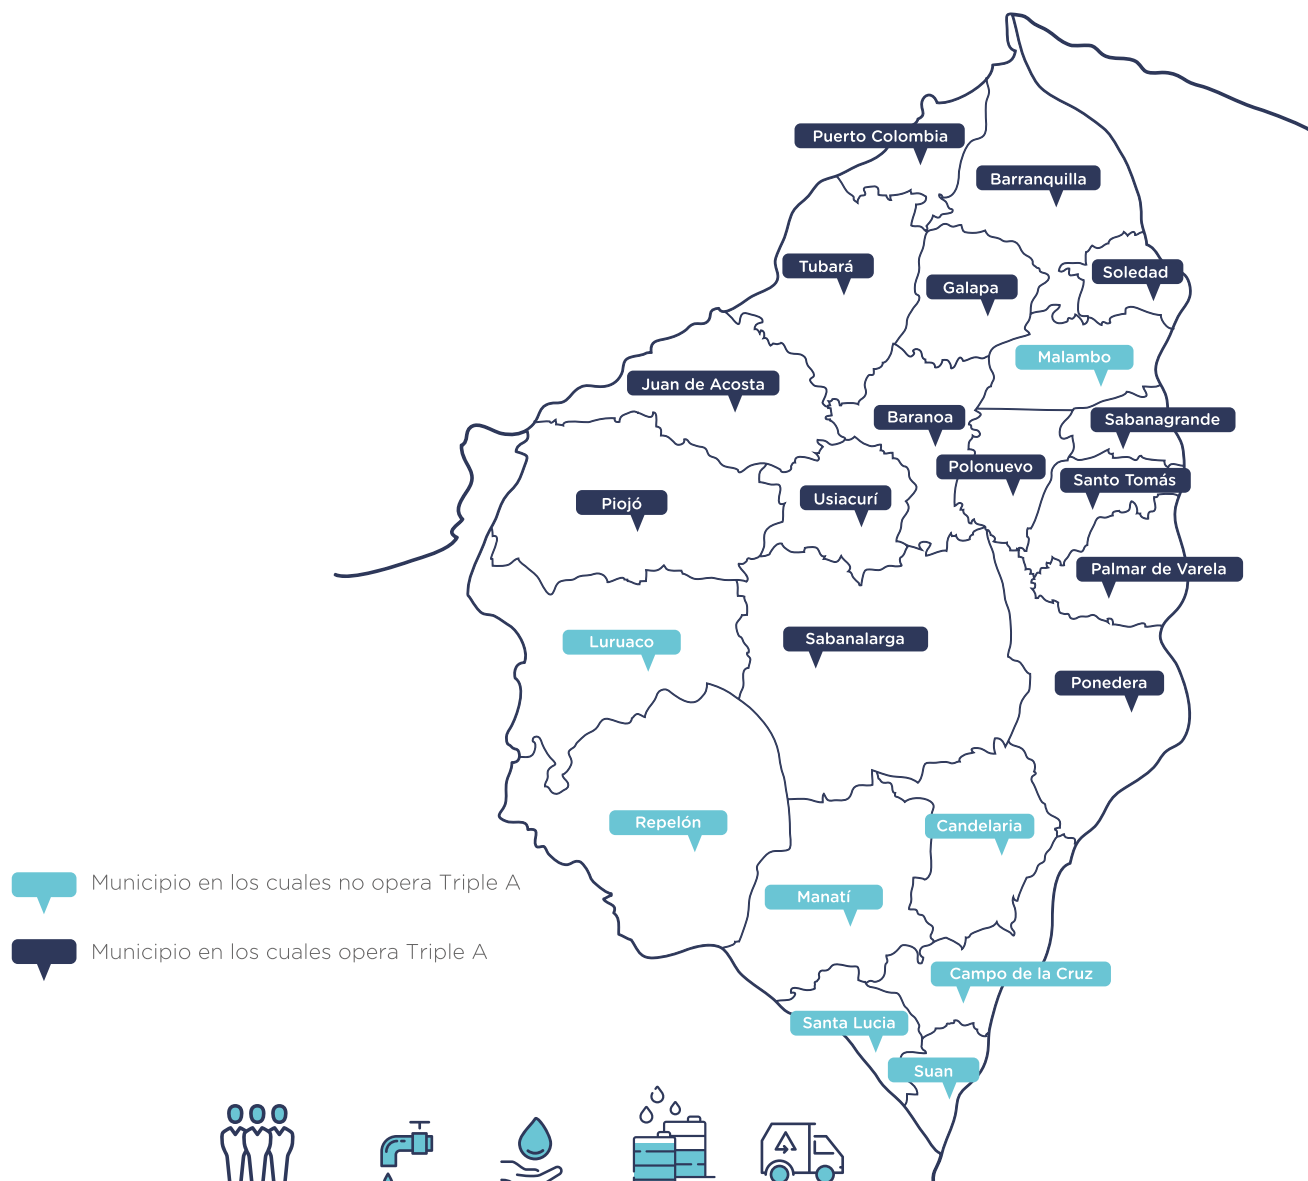 Puerto Colombia
Barranquilla
Tubará
Soledad
Galapa
Malambo
Juan de Acosta
Baranoa
Sabanagrande
Polonuevo
Santo Tomás
Usiacurí
Piojó
Palmar de Varela
Luruaco
Sabanalarga
Ponedera
Repelón
Candelaria
Municipio en los cuales no opera Triple A
Manatí
Municipio en los cuales opera Triple A
Campo de la Cruz
Santa Lucia
Suan